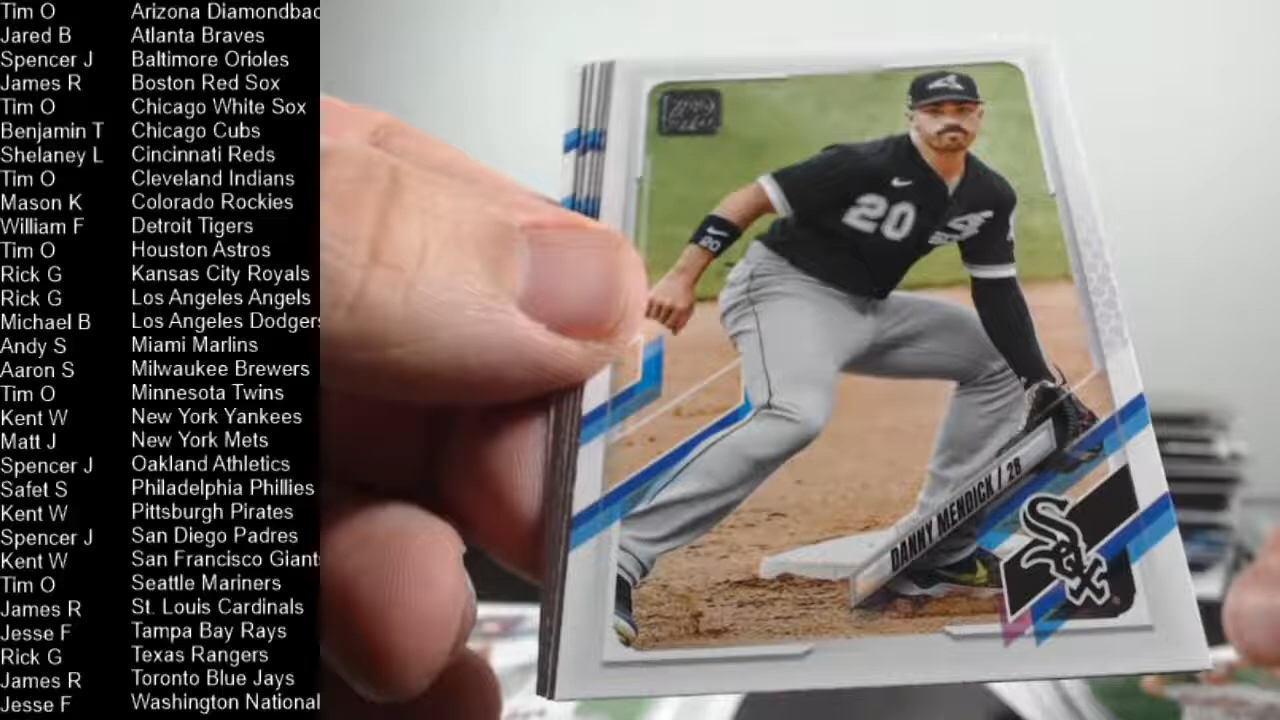 Tim O Arizona Diamondbac
Jared B Atlanta Braves
Spencer J Baltimore Orioles
James R Boston Red Sox
Tim O Chicago White Sox
Benjamin T Chicago Cubs
Shelaney L Cincinnati Reds
Tim O Cleveland Indians
Mason K Colorado Rockies
William F Detroit Tigers
Tim O Houston Astros
Rick G Kansas City Royals
Rick G Los Angeles Angels
Michael B Los Angeles Dodgers
Andy S Miami Marlins
Aaron S Milwaukee Brewers
Tim O Minnesota Twins
Kent W New York Yankees
Matt J New York Mets
Spencer J Oakland Athletics
Safet S Philadelphia Phillies
Kent W Pittsburgh Pirates
Spencer J San Diego Padres
Kent W San Francisco Giants
Tim O Seattle Mariners
James R St. Louis Cardinals
Jesse F Tampa Bay Rays
Rick G Texas Rangers
James R Toronto Blue Jays
Jesse F Washington National
20
20
DANNY MENDICK / 2B
Sox